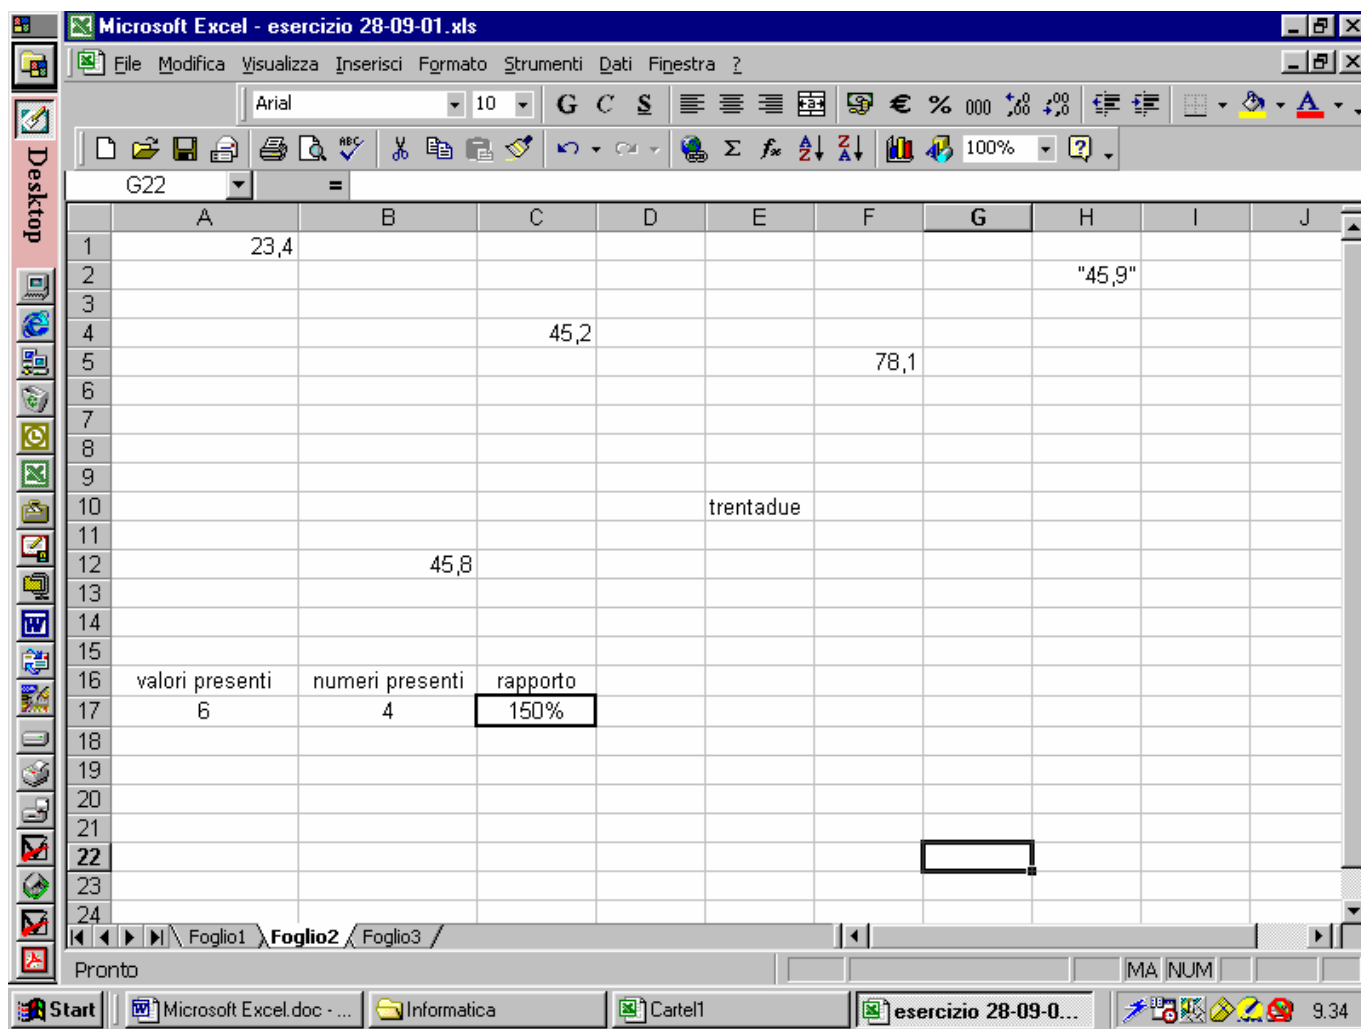 Microsoft Excel - esercizio 28-09-01.xls
File Modifica Visualizza Inserisci Formato Strumenti Dati Finestra ?
Arial 10 G C S € % 000 ,00 ,0
100%
Desktop
G22 =
A B C D E F G H I J
1 23,4
2 "45,9"
3
4 45,2
5 78,1
6
7
8
9
10 trentadue
11
12 45,8
13
14
15
16 valori presenti numeri presenti rapporto
17 6 4 150%
18
19
20
21
22
23
24
Foglio1 Foglio2 Foglio3
Pronto MA NUM
Start Microsoft Excel.doc - ... Informatica Cartel1 esercizio 28-09-0... 9.34